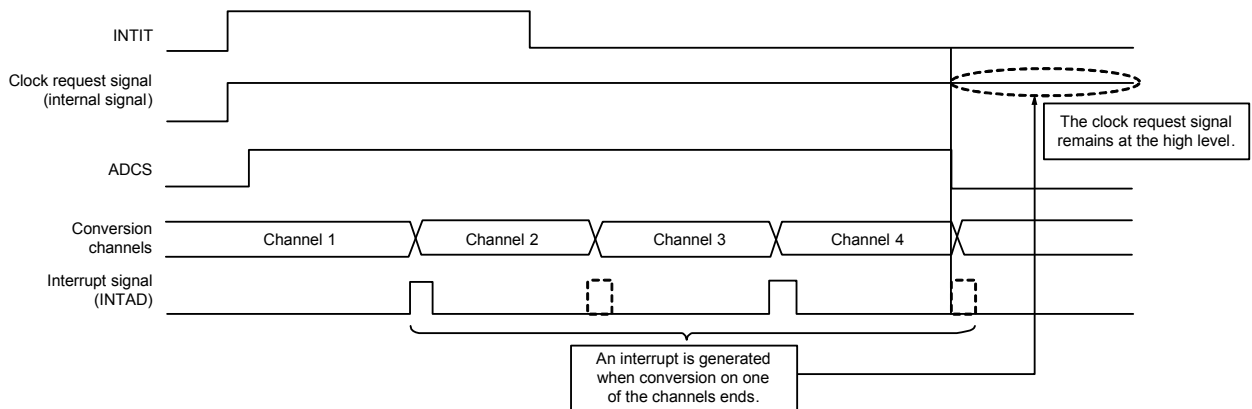 INTIT
Clock request signal
(internal signal)
The clock request signal
remains at the high level.
ADCS
Conversion
channels
Channel 1
Channel 2
Channel 3
Channel 4
Interrupt signal
(INTAD)
An interrupt is generated
when conversion on one
of the channels ends.